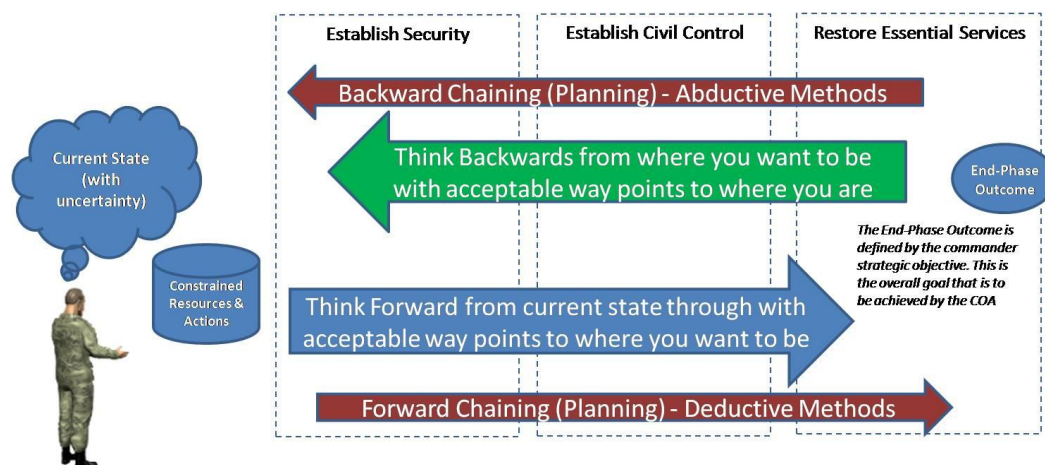 Establish Security
Establish Civil Control
Restore Essential Services
Backward Chaining (Planning) - Abductive Methods
Think Backwards from where you want to be
with acceptable way points to where you are
Current State
(with
uncertainty)
End-Phase
Outcome
The End-Phase Outcome is
defined by the commander
strategic objective. This is
the overall goal that is to
be achieved by the COA
Constrained
Resources &
Actions
Think Forward from current state through with
acceptable way points to where you want to be
Forward Chaining (Planning) - Deductive Methods